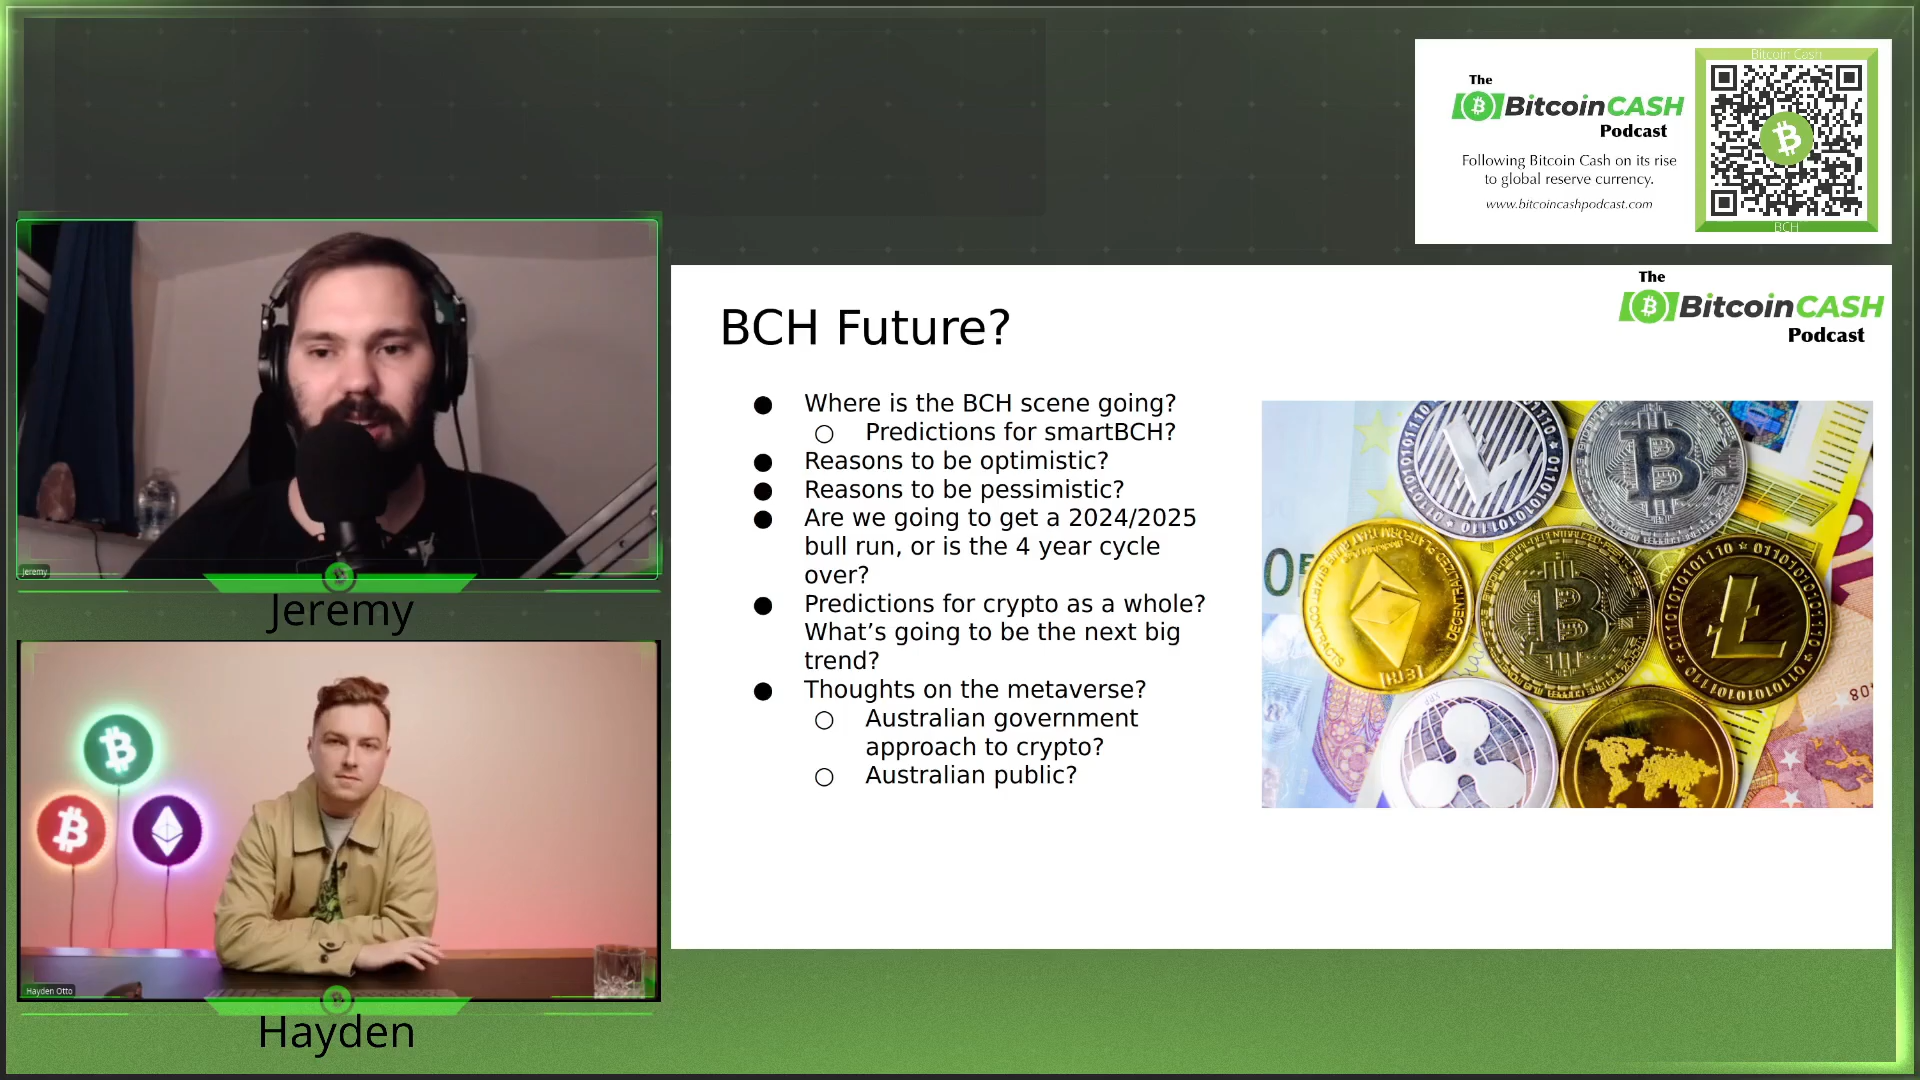 The
BitcoinCASH
Podcast
Following Bitcoin Cash on its rise
to global reserve currency.
www.bitcoincashpodcast.com
Bitcoin Cash
BCH
The
BitcoinCASH
Podcast
BCH Future?
● Where is the BCH scene going?
○ Predictions for smartBCH?
● Reasons to be optimistic?
● Reasons to be pessimistic?
● Are we going to get a 2024/2025
bull run, or is the 4 year cycle
over?
● Predictions for crypto as a whole?
What’s going to be the next big
trend?
● Thoughts on the metaverse?
○ Australian government
approach to crypto?
○ Australian public?
Jeremy
Jeremy
Hayden Otto
Hayden